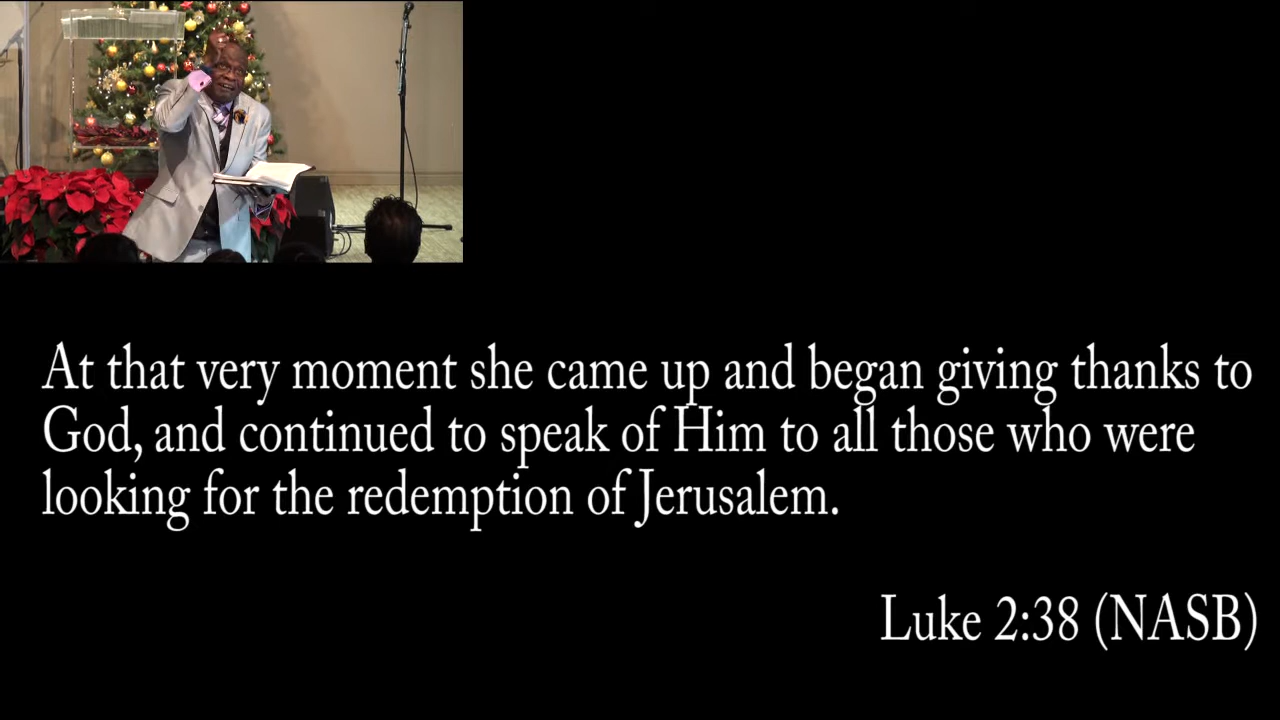 At that very moment she came up and began giving thanks to
God, and continued to speak of Him to all those who were
looking for the redemption of Jerusalem.
Luke 2:38 (NASB)